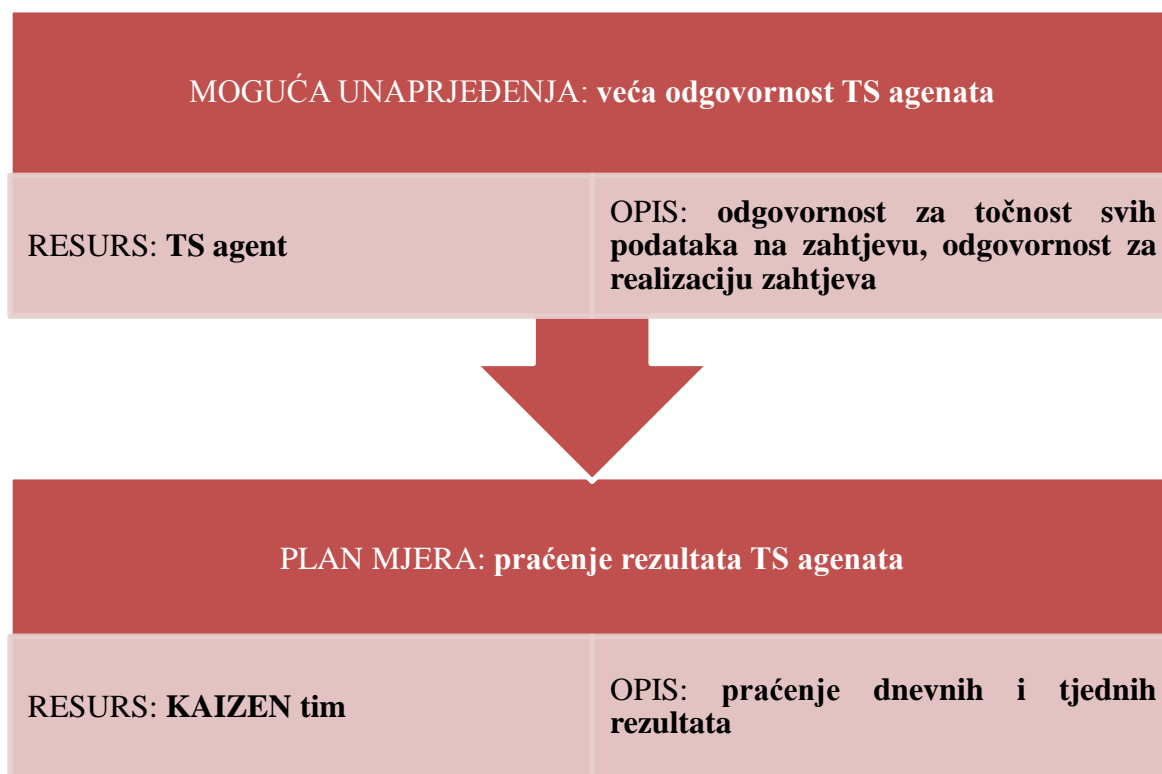 MOGUĆA UNAPRJEĐENJA: veća odgovornost TS agenata
RESURS: TS agent
OPIS: odgovornost za točnost svih
podataka na zahtjevu, odgovornost za
realizaciju zahtjeva
PLAN MJERA: praćenje rezultata TS agenata
RESURS: KAIZEN tim
OPIS: praćenje dnevnih i tjednih
rezultata